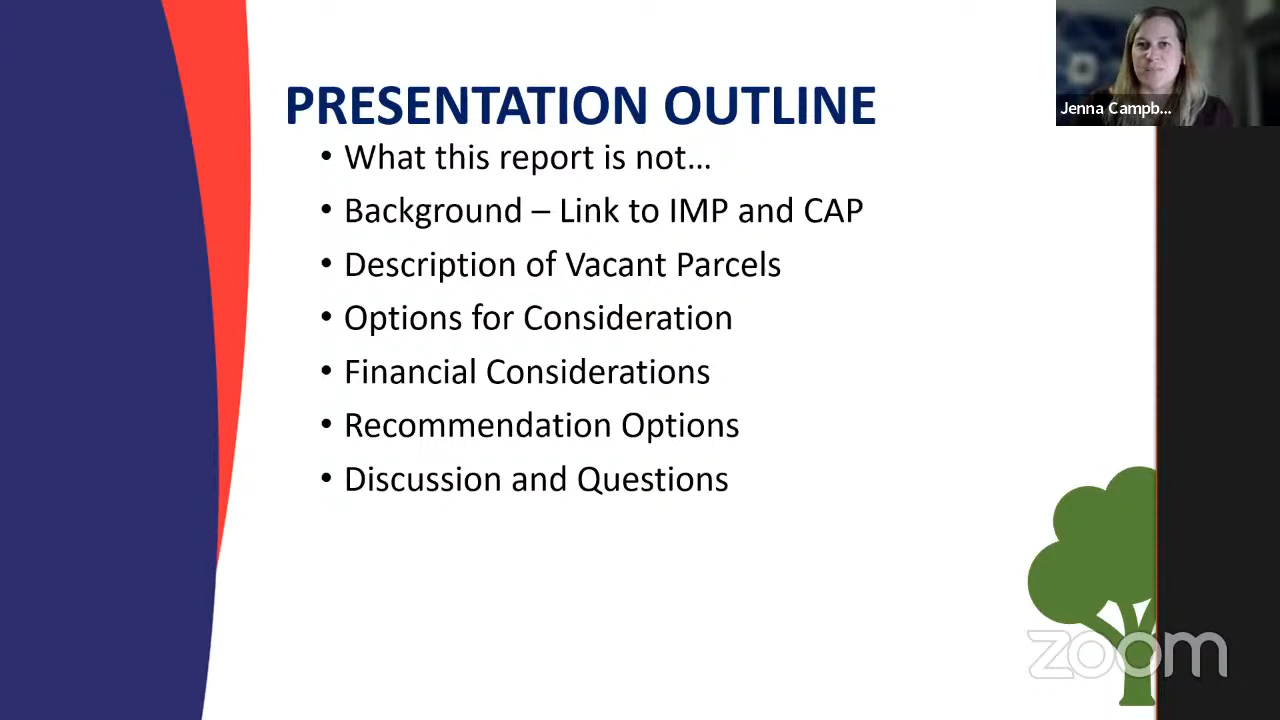 Jenna Campb...
PRESENTATION OUTLINE
• What this report is not...
• Background – Link to IMP and CAP
• Description of Vacant Parcels
• Options for Consideration
• Financial Considerations
• Recommendation Options
• Discussion and Questions
zoom